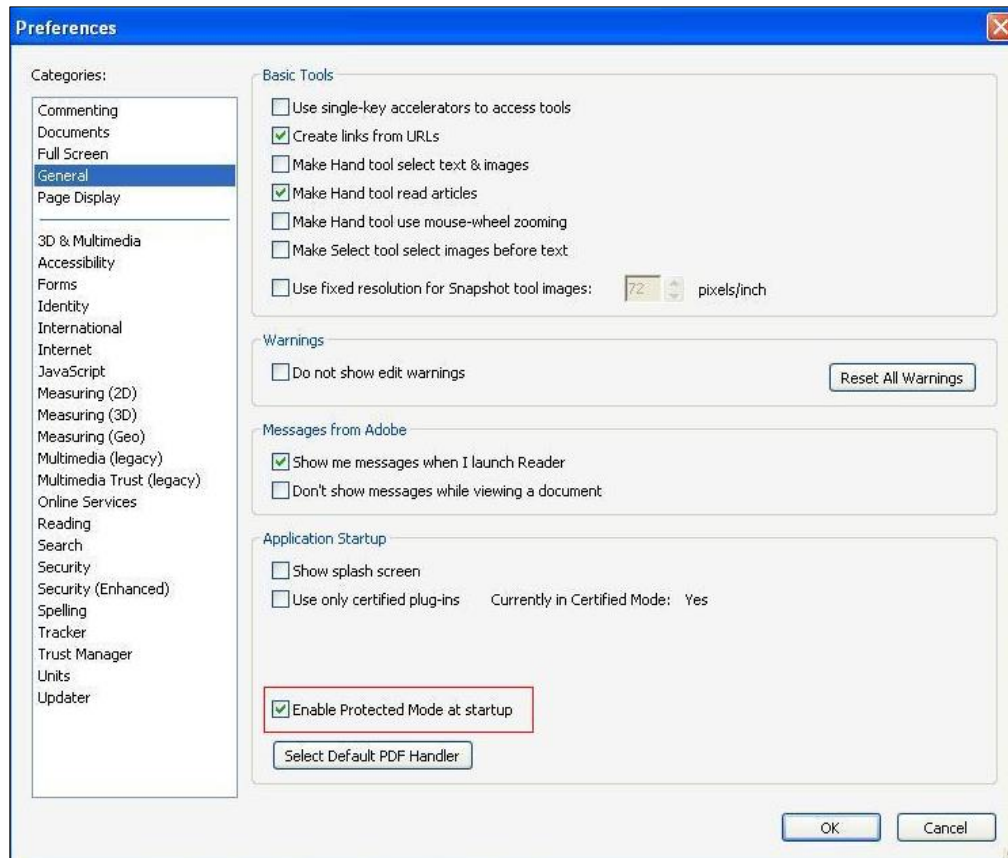 Preferences
Categories:
Commenting
Documents
Full Screen
General
Page Display
3D & Multimedia
Accessibility
Forms
Identity
International
Internet
JavaScript
Measuring (2D)
Measuring (3D)
Measuring (Geo)
Multimedia (legacy)
Multimedia Trust (legacy)
Online Services
Reading
Search
Security
Security (Enhanced)
Spelling
Tracker
Trust Manager
Units
Updater
Basic Tools
Use single-key accelerators to access tools
Create links from URLs
Make Hand tool select text & images
Make Hand tool read articles
Make Hand tool use mouse-wheel zooming
Make Select tool select images before text
Use fixed resolution for Snapshot tool images: 72 pixels/inch
Warnings
Do not show edit warnings Reset All Warnings
Messages from Adobe
Show me messages when I launch Reader
Don't show messages while viewing a document
Application Startup
Show splash screen
Use only certified plug-ins Currently in Certified Mode: Yes
Enable Protected Mode at startup
Select Default PDF Handler
OK Cancel